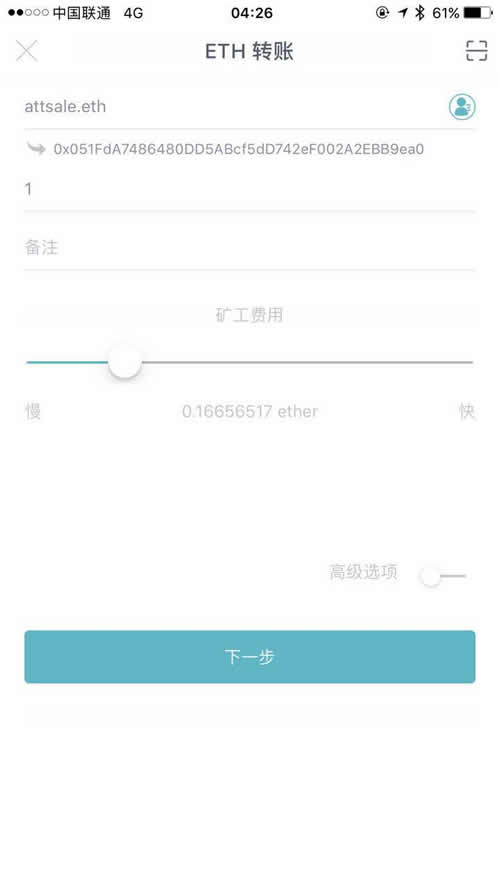 中国联通 4G 04:26 61%
ETH 转账
attsale.eth
0x051FdA7486480DD5ABcf5dD742eF002A2EBB9ea0
1
备注
矿工费用
慢 0.16656517 ether 快
高级选项
下一步